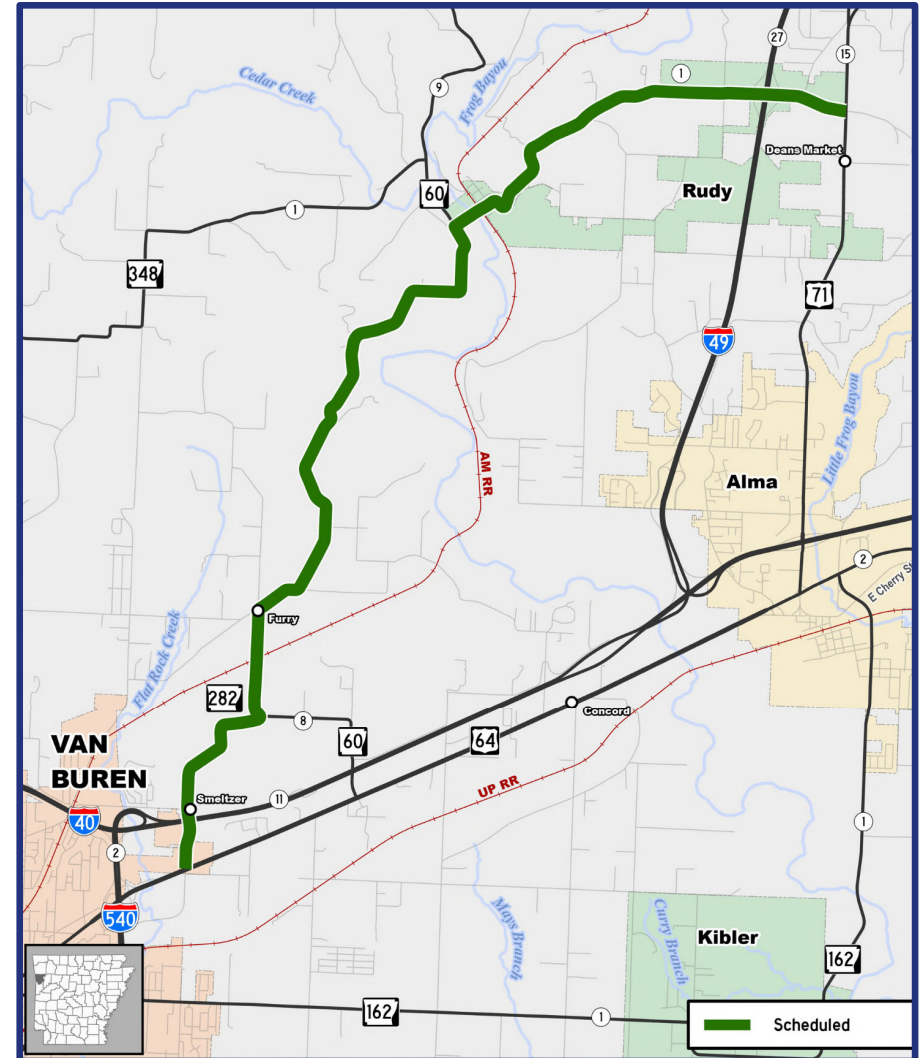 27
15
1
Cedar Creek
9
Frog Bayou
Deans Market
60
Rudy
1
348
71
49
Little Frog Bayou
Alma
AM RR
2
E Cherry St
Furry
Flat Rock Creek
282
8
Concord
60
64
VAN
BUREN
Smeltzer
11
UP RR
40
1
2
540
Mays Branch
Curry Branch
Kibler
162
162
1
Scheduled